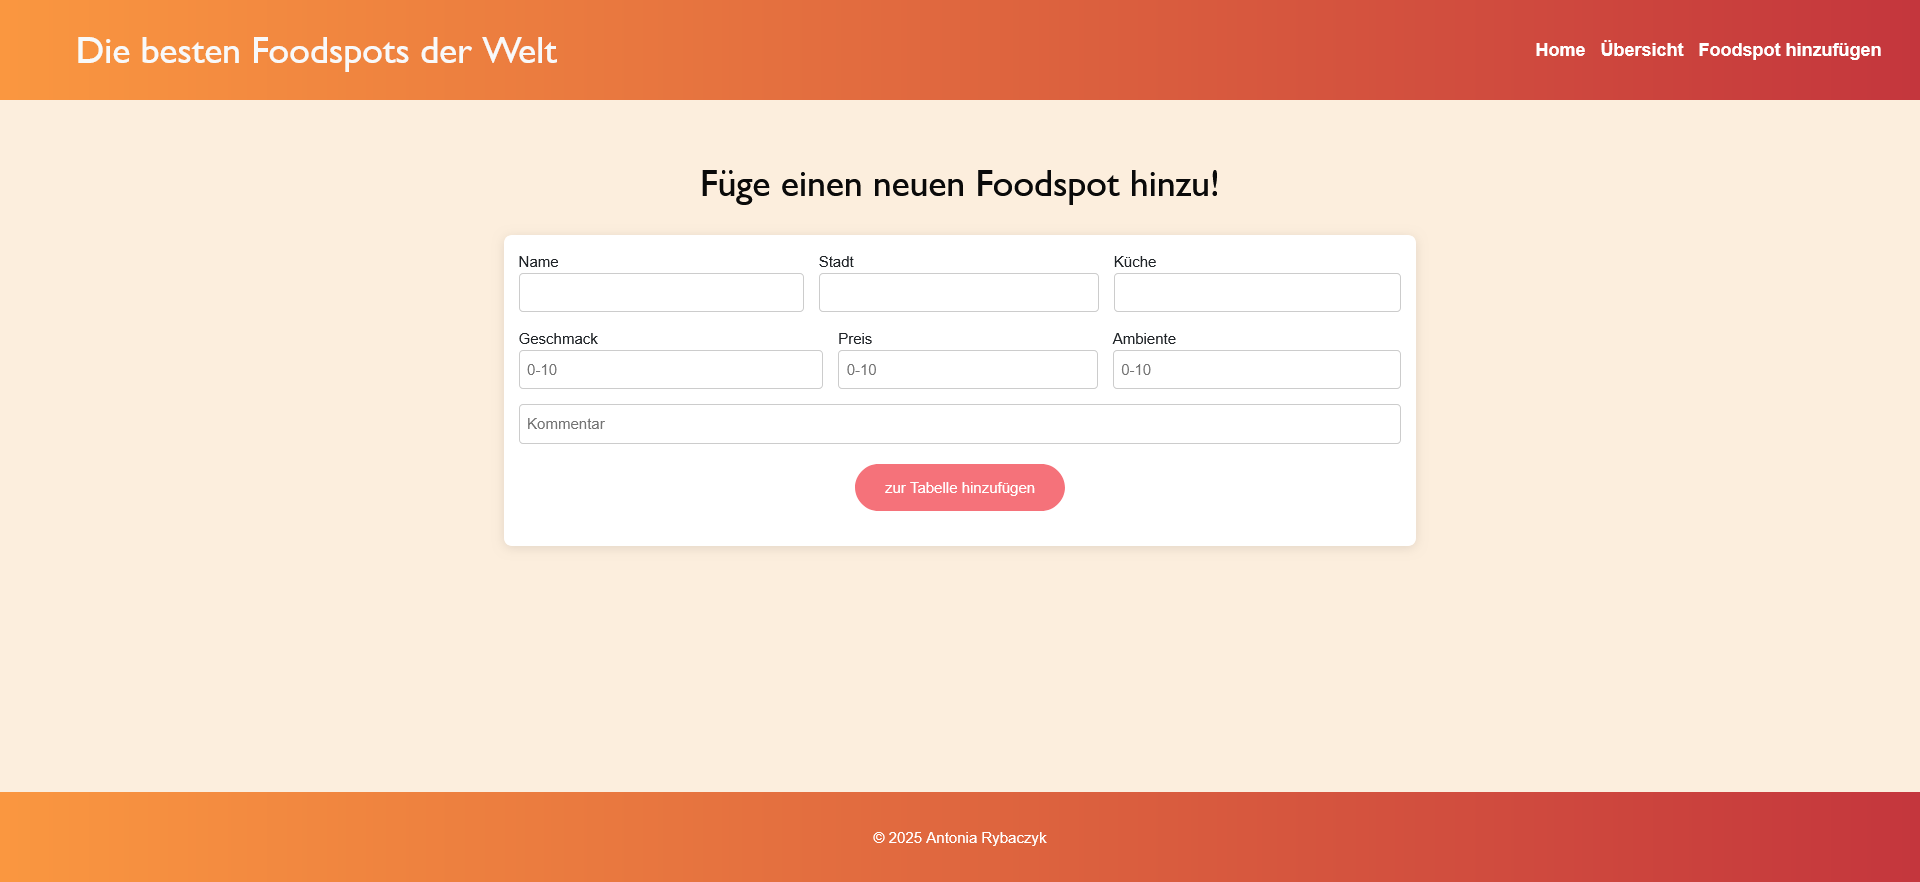 Die besten Foodspots der Welt
Home Übersicht Foodspot hinzufügen
Füge einen neuen Foodspot hinzu!
Name Stadt Küche
Geschmack Preis Ambiente
0-10 0-10 0-10
Kommentar
zur Tabelle hinzufügen
© 2025 Antonia Rybaczyk